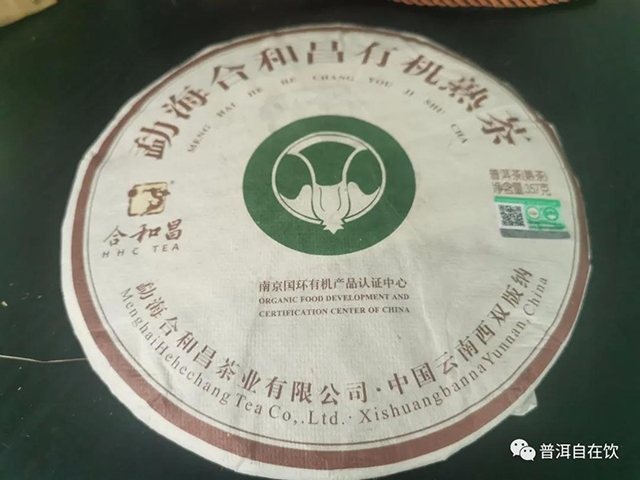 勐海合和昌有机熟茶
MENG HAI HE HE CHANG YOU JI SHU CHA
普洱茶(熟茶)
净含量:357克
合和昌
HHC TEA
南京国环有机产品认证中心
ORGANIC FOOD DEVELOPMENT AND
CERTIFICATION CENTER OF CHINA
勐海合和昌茶业有限公司·中国云南西双版纳
Menghai Hehechang Tea Co,.Ltd.· Xishuangbanna Yunnan,China
普洱自在饮